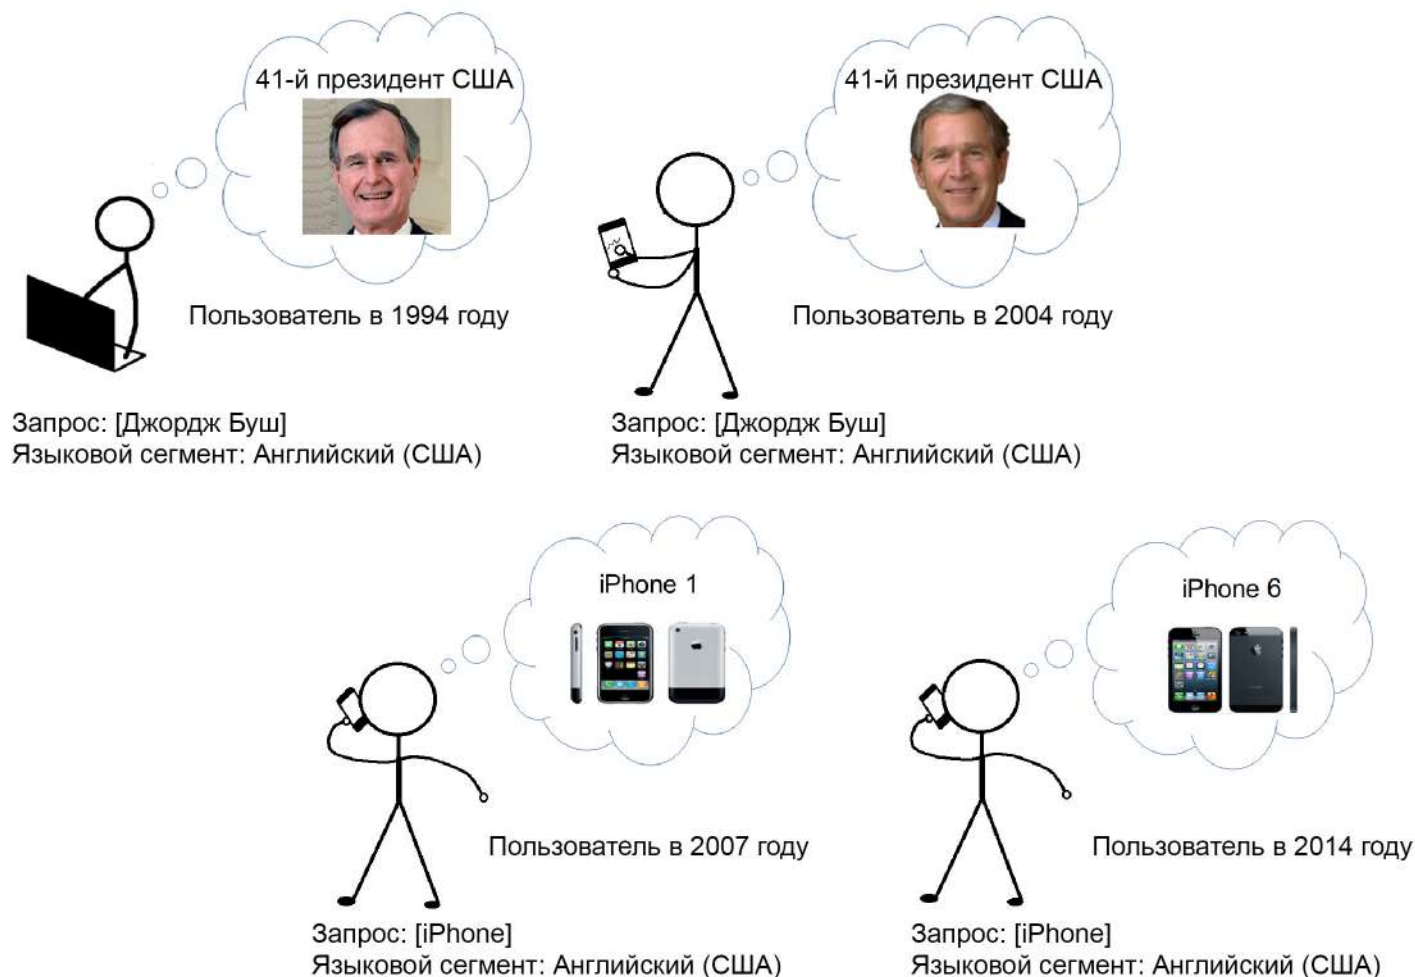 41-й президент США
41-й президент США
Пользователь в 1994 году
Пользователь в 2004 году
Запрос: [Джордж Буш]
Языковой сегмент: Английский (США)
Запрос: [Джордж Буш]
Языковой сегмент: Английский (США)
iPhone 1
iPhone 6
Пользователь в 2007 году
Пользователь в 2014 году
Запрос: [iPhone]
Языковой сегмент: Английский (США)
Запрос: [iPhone]
Языковой сегмент: Английский (США)